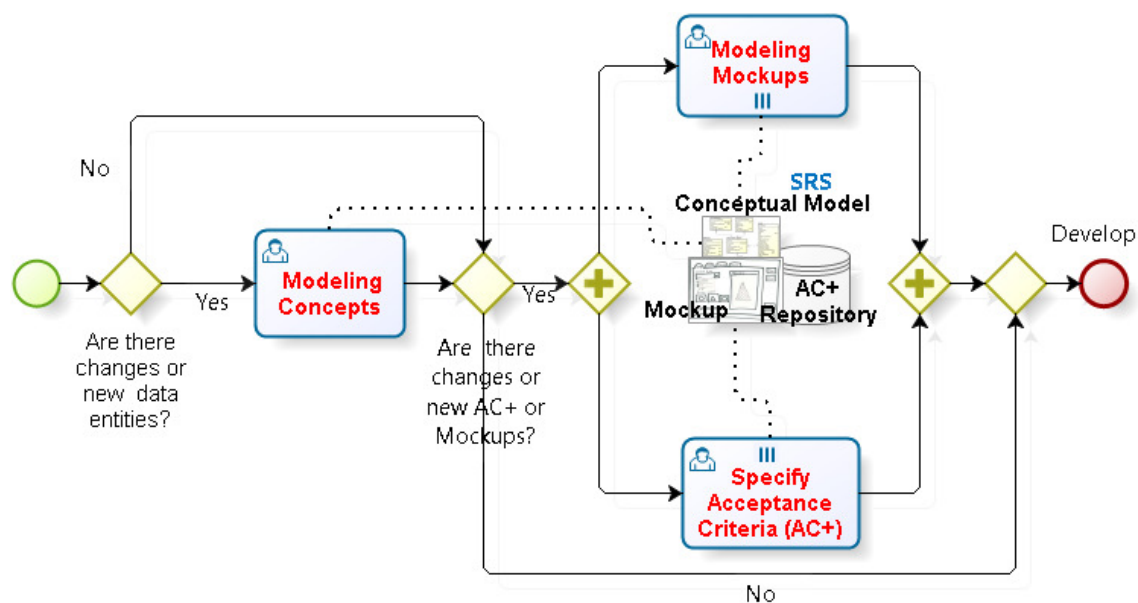 Modeling
Mockups
No
SRS
Conceptual Model
Develop
Modeling
Concepts
Yes
Yes
Mockup
AC+
Repository
Are there
changes or
new data
entities?
Are there
changes or
new AC+ or
Mockups?
Specify
Acceptance
Criteria (AC+)
No